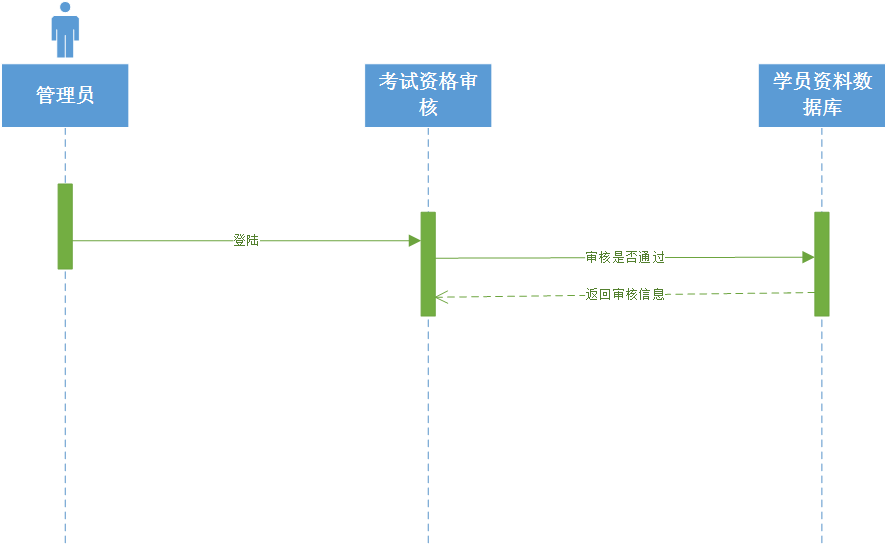 管理员
考试资格审
核
学员资料数
据库
登陆
审核是否通过
返回审核信息